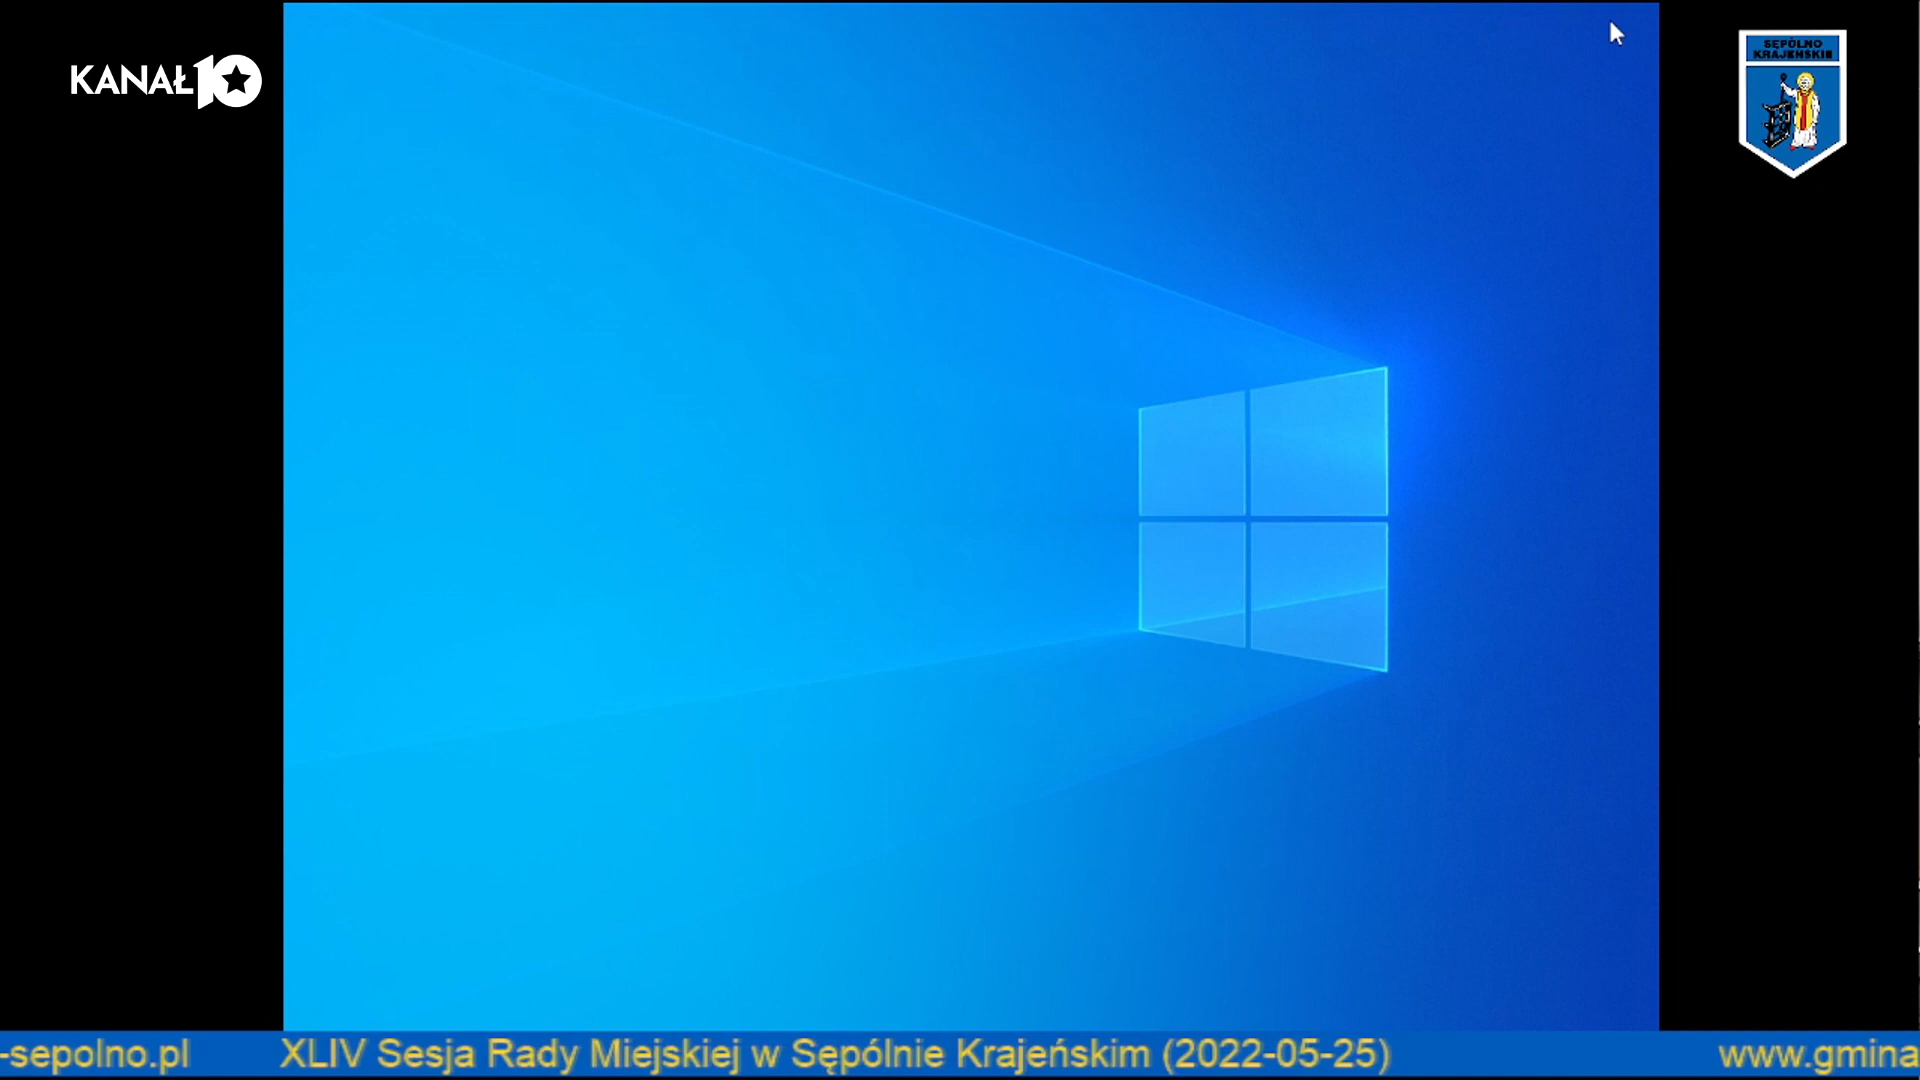 KANAŁ10
SĘPÓLNO
KRAJEŃSKIE
-sepolno.pl XLIV Sesja Rady Miejskiej w Sępólnie Krajeńskim (2022-05-25) www.gmina